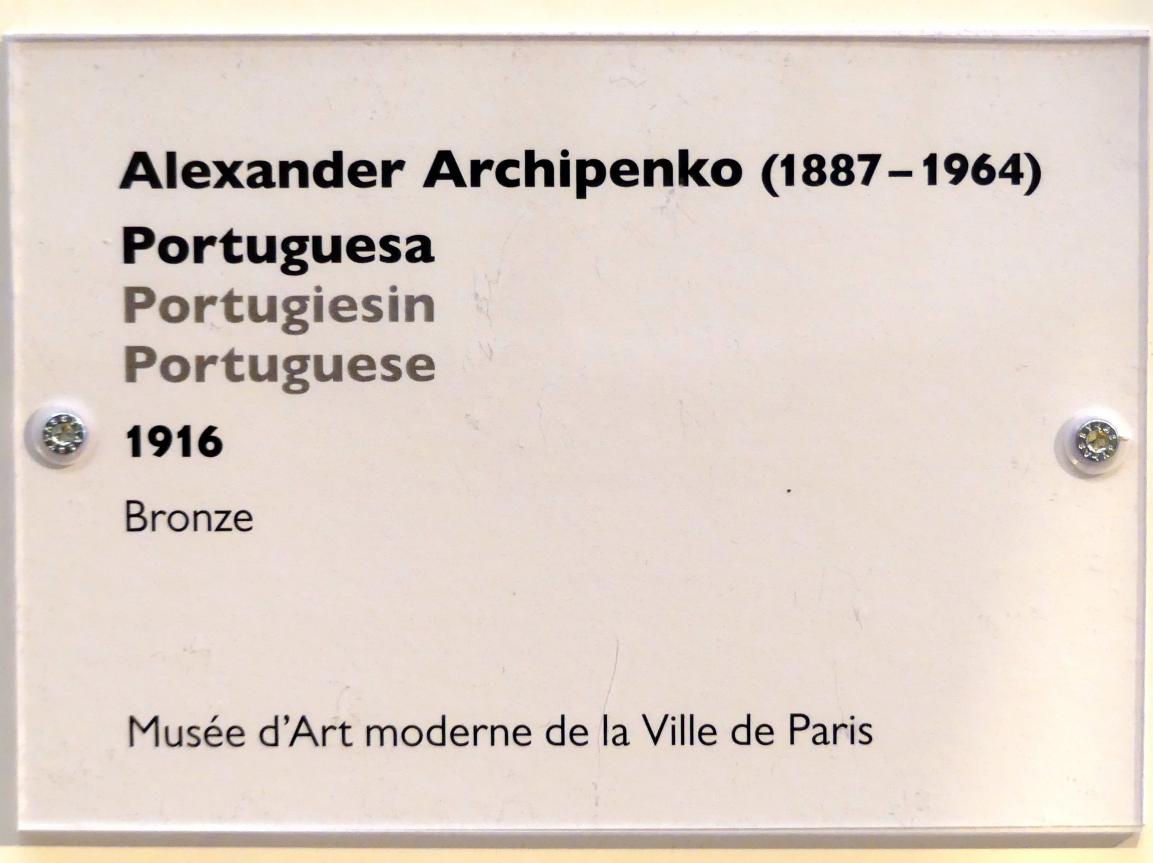 Alexander Archipenko (1887–1964)
Portuguesa
Portugiesin
Portuguese
1916
Bronze
Musée d’Art moderne de la Ville de Paris